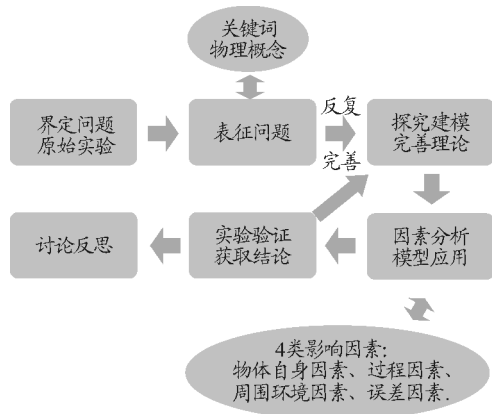 关键词
物理概念
界定问题
原始实验
表征问题
反复
完善
探究建模
完善理论
讨论反思
实验验证
获取结论
因素分析
模型应用
4类影响因素:
物体自身因素、过程因素、
周围环境因素、误差因素.